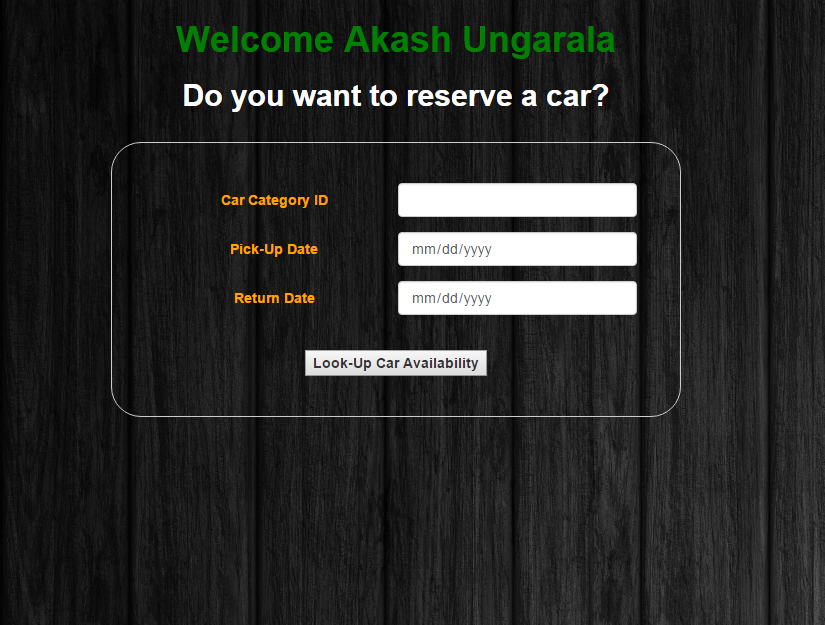 Welcome Akash Ungarala
Do you want to reserve a car?
Car Category ID
Pick-Up Date mm/dd/yyyy
Return Date mm/dd/yyyy
Look-Up Car Availability